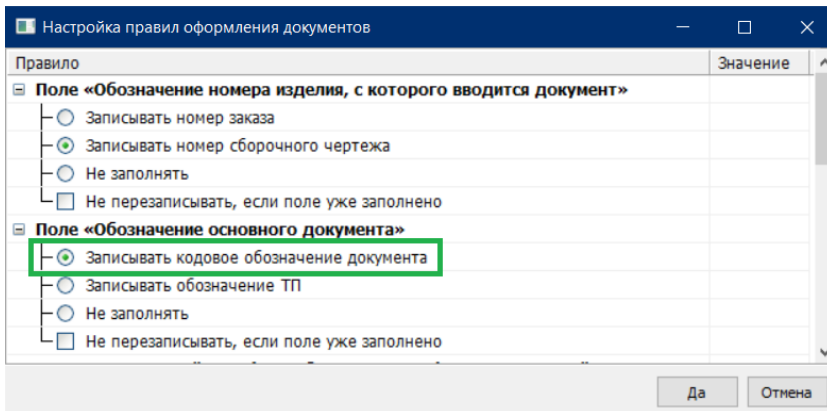 Настройка правил оформления документов
Правило Значение
Поле «Обозначение номера изделия, с которого вводится документ»
Записывать номер заказа
Записывать номер сборочного чертежа
Не заполнять
Не перезаписывать, если поле уже заполнено
Поле «Обозначение основного документа»
Записывать кодовое обозначение документа
Записывать обозначение ТП
Не заполнять
Не перезаписывать, если поле уже заполнено
Да Отмена